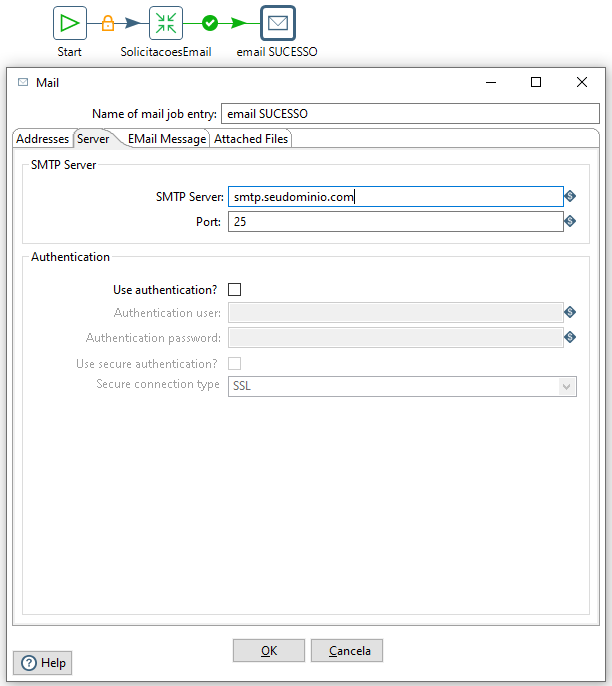 Start
SolicitacoesEmail
email SUCESSO
Mail
Name of mail job entry: email SUCESSO
Addresses Server EMail Message Attached Files
SMTP Server
SMTP Server: smtp.seudominio.com
Port: 25
Authentication
Use authentication?
Authentication user:
Authentication password:
Use secure authentication?
Secure connection type SSL
OK Cancela
Help